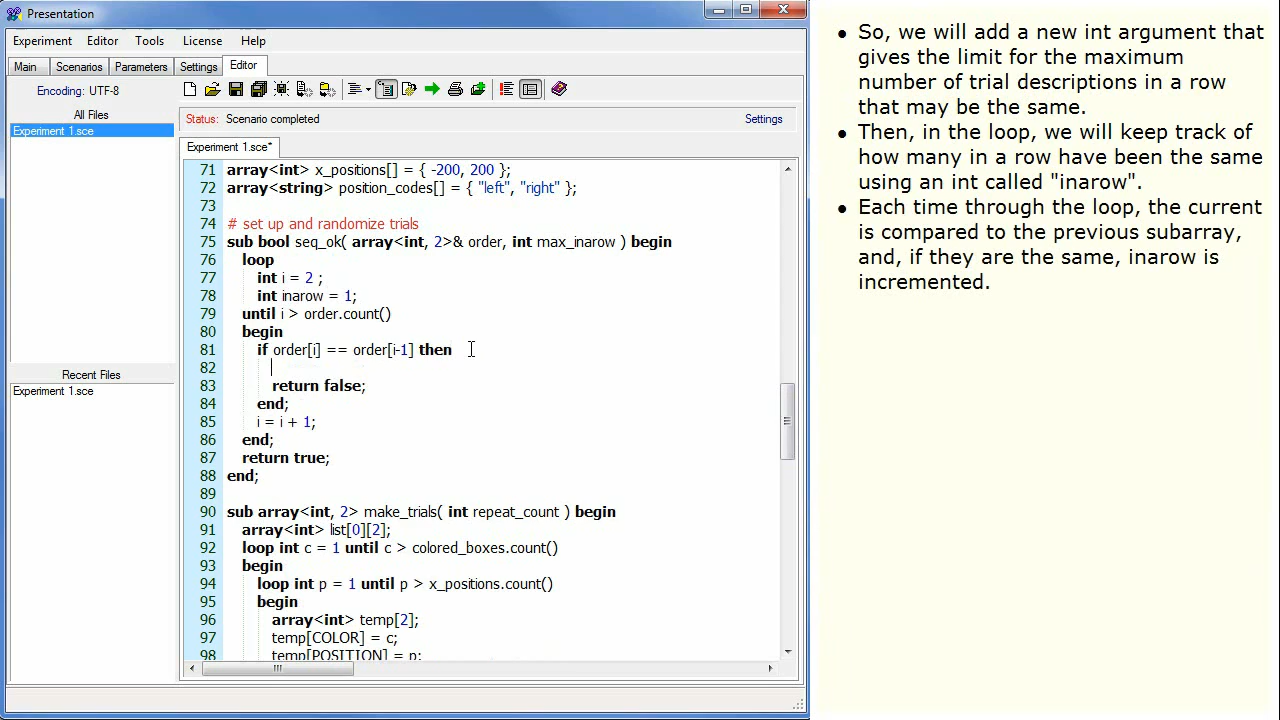 Presentation
Experiment Editor Tools License Help
Main Scenarios Parameters Settings Editor
Encoding: UTF-8
All Files
Experiment 1.sce
Recent Files
Experiment 1.sce
Status: Scenario completed Settings
Experiment 1.sce*
71 array<int> x_positions[] = { -200, 200 };
72 array<string> position_codes[] = { "left", "right" };
73
74 # set up and randomize trials
75 sub bool seq_ok( array<int, 2>& order, int max_inarow ) begin
76 loop
77 int i = 2 ;
78 int inarow = 1;
79 until i > order.count()
80 begin
81 if order[i] == order[i-1] then
82
83 return false;
84 end;
85 i = i + 1;
86 end;
87 return true;
88 end;
89
90 sub array<int, 2> make_trials( int repeat_count ) begin
91 array<int> list[0][2];
92 loop int c = 1 until c > colored_boxes.count()
93 begin
94 loop int p = 1 until p > x_positions.count()
95 begin
96 array<int> temp[2];
97 temp[COLOR] = c;
98 temp[POSITION] = p;
• So, we will add a new int argument that
gives the limit for the maximum
number of trial descriptions in a row
that may be the same.
• Then, in the loop, we will keep track of
how many in a row have been the same
using an int called "inarow".
• Each time through the loop, the current
is compared to the previous subarray,
and, if they are the same, inarow is
incremented.